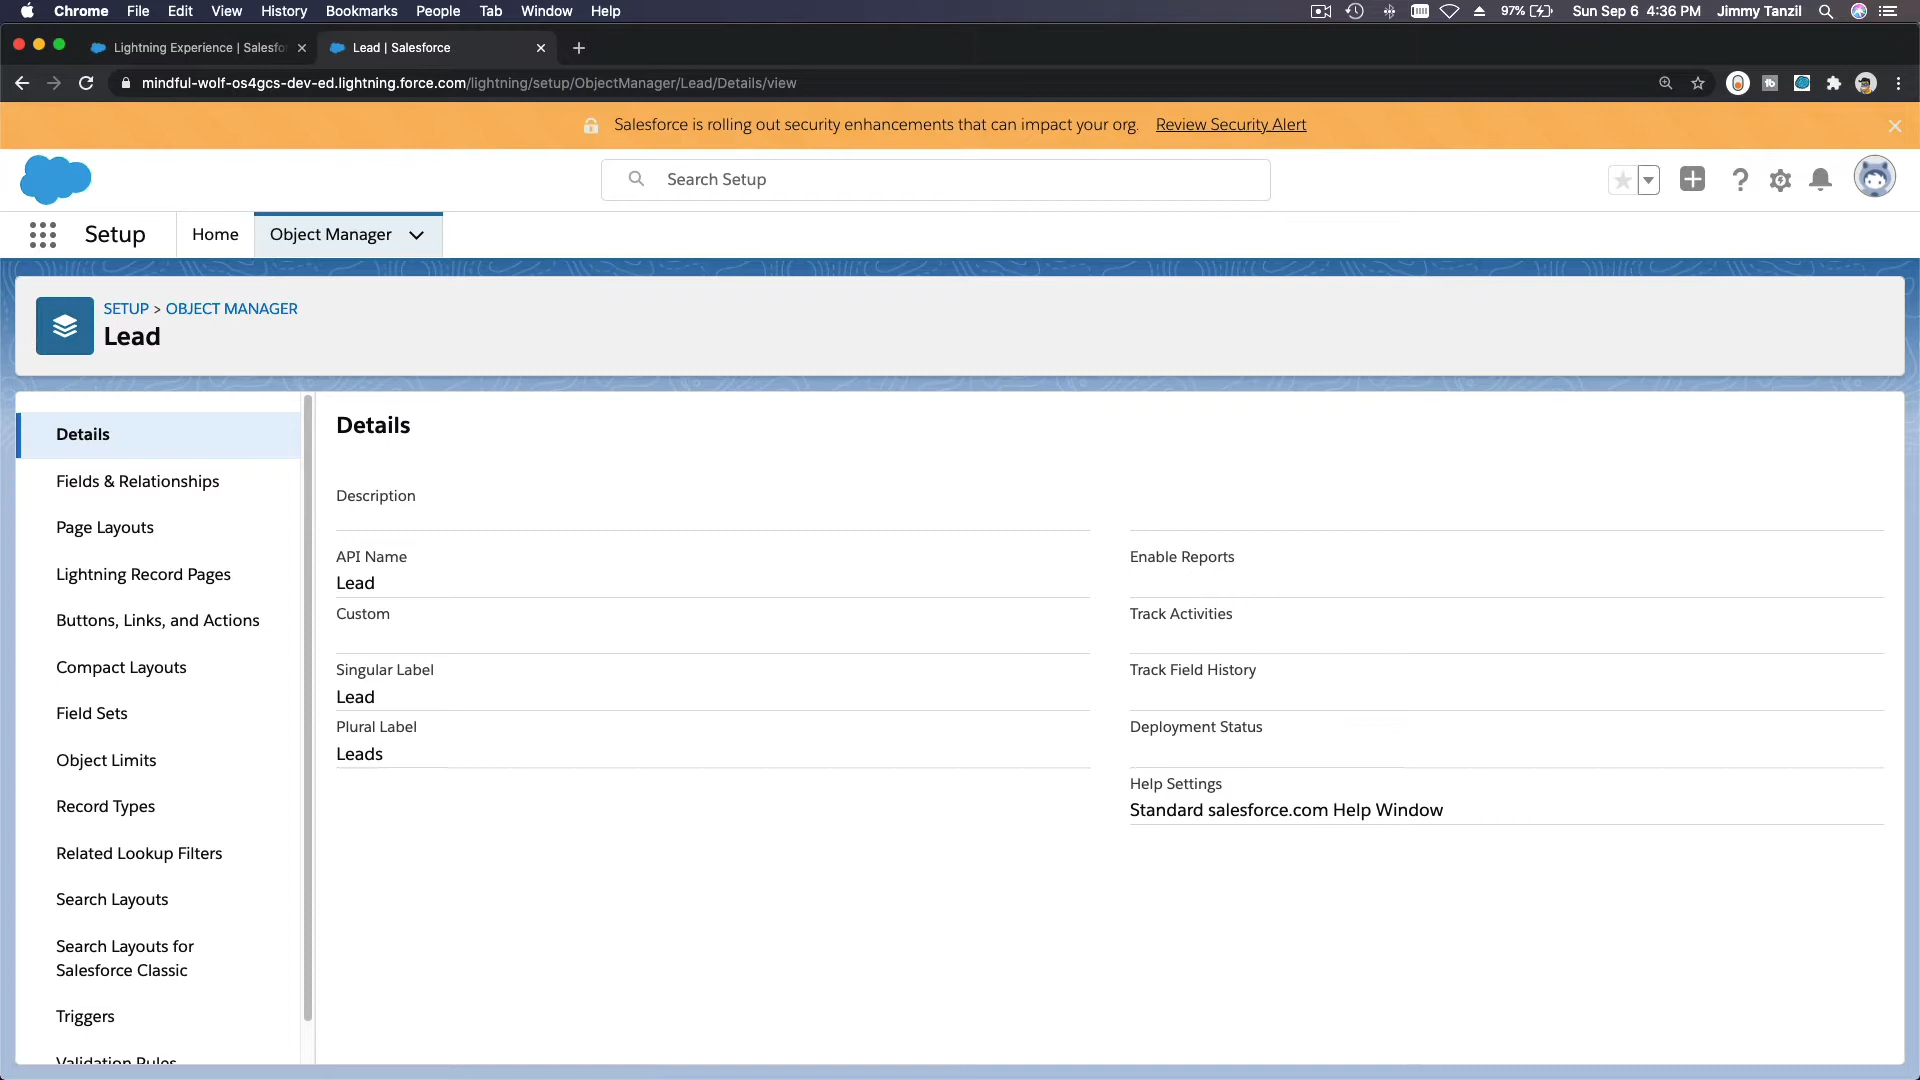 Chrome File Edit View History Bookmarks People Tab Window Help 97% Sun Sep 6 4:36 PM Jimmy Tanzil
Lightning Experience | Salesfo Lead | Salesforce
mindful-wolf-os4gcs-dev-ed.lightning.force.com/lightning/setup/ObjectManager/Lead/Details/view
Salesforce is rolling out security enhancements that can impact your org. Review Security Alert
Search Setup
Setup Home Object Manager
SETUP > OBJECT MANAGER
Lead
Details
Fields & Relationships
Page Layouts
Lightning Record Pages
Buttons, Links, and Actions
Compact Layouts
Field Sets
Object Limits
Record Types
Related Lookup Filters
Search Layouts
Search Layouts for
Salesforce Classic
Triggers
Validation Rules
Details
Description
API Name
Lead
Custom
Singular Label
Lead
Plural Label
Leads
Enable Reports
Track Activities
Track Field History
Deployment Status
Help Settings
Standard salesforce.com Help Window